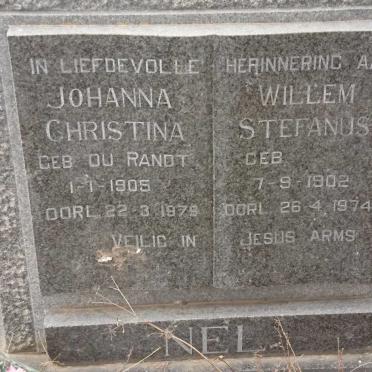 IN LIEFDEVOLLE HERINNERING A
JOHANNA
CHRISTINA
GEB DU RANDT
1-1-1905
OORL 22-3-1979
WILLEM
STEFANUS
GEB
7-9-1902
OORL 26-4-1974
VEILIG IN JESUS ARMS
NEL